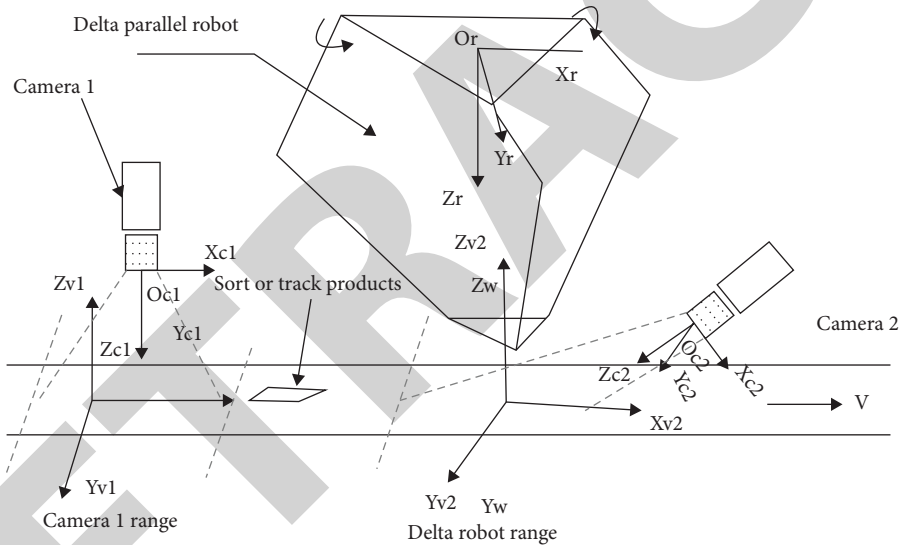 Delta parallel robot
Camera 1
Or
Xr
Yr
Zr
Zv2
Zw
Xc1
Zv1
Oc1
Sort or track products
Yc1
Zc1
Camera 2
Zc2
Oc2
Yc2
Xc2
V
Xv2
Yv1
Camera 1 range
Yv2 Yw
Delta robot range
ETRAC